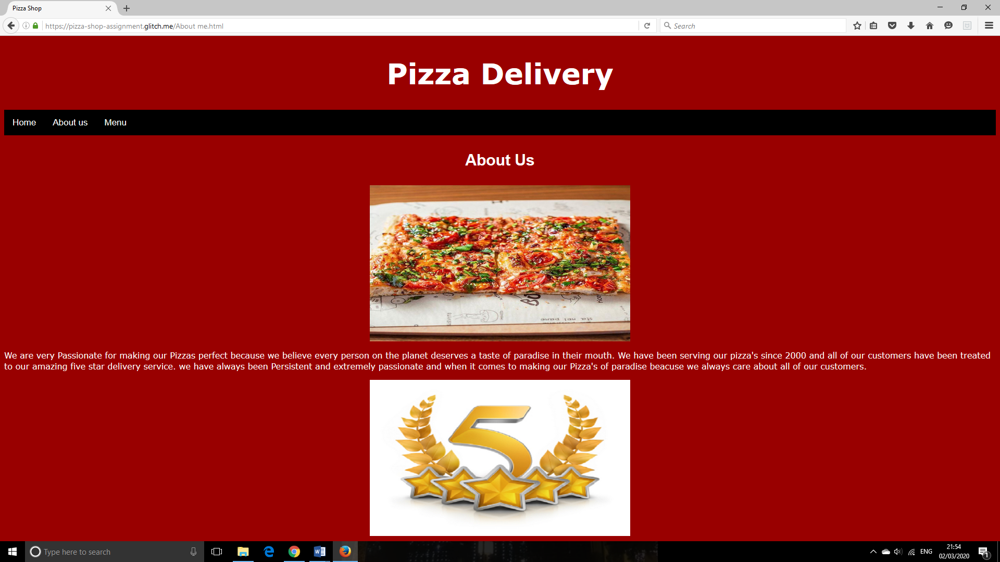 Pizza Shop
https://pizza-shop-assignment.glitch.me/About me.html
Search
Pizza Delivery
Home About us Menu
About Us
We are very Passionate for making our Pizzas perfect because we believe every person on the planet deserves a taste of paradise in their mouth. We have been serving our pizza's since 2000 and all of our customers have been treated
to our amazing five star delivery service. we have always been Persistent and extremely passionate and when it comes to making our Pizza's of paradise beacuse we always care about all of our customers.
5
Type here to search
ENG
21:54
02/03/2020
1